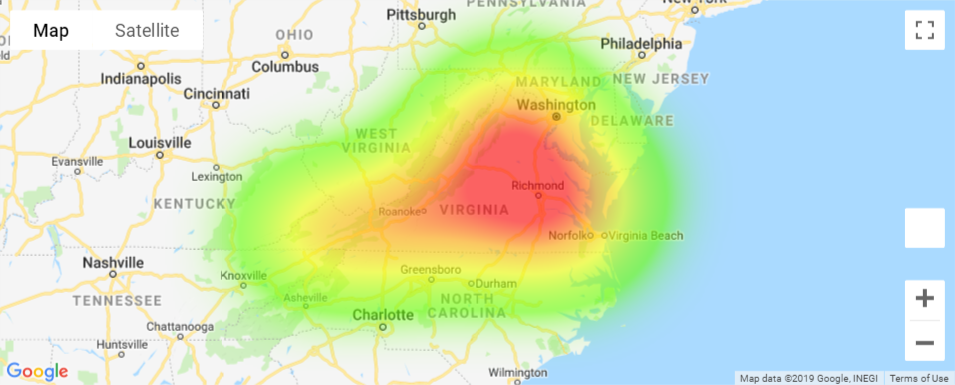 Map
Satellite
Pittsburgh
PENNSYLVANIA
New York
OHIO
Columbus
Philadelphia
Indianapolis
MARYLAND
NEW JERSEY
Cincinnati
Washington
DELAWARE
WEST
VIRGINIA
Louisville
Evansville
Lexington
Richmond
KENTUCKY
Roanoke
VIRGINIA
Norfolk
Virginia Beach
Nashville
Knoxville
Greensboro
Durham
TENNESSEE
Asheville
NORTH
CAROLINA
Charlotte
Chattanooga
Huntsville
Wilmington
Google
Map data ©2019 Google, INEGI
Terms of Use